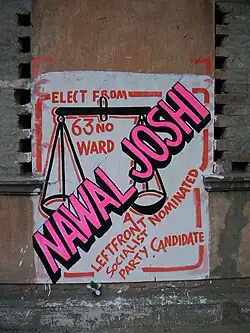 ELECT FROM
63 NO
WARD
NAWAL JOSHI
LEFTFRONT
SOCIALIST NOMINATED
PARTY. CANDIDATE